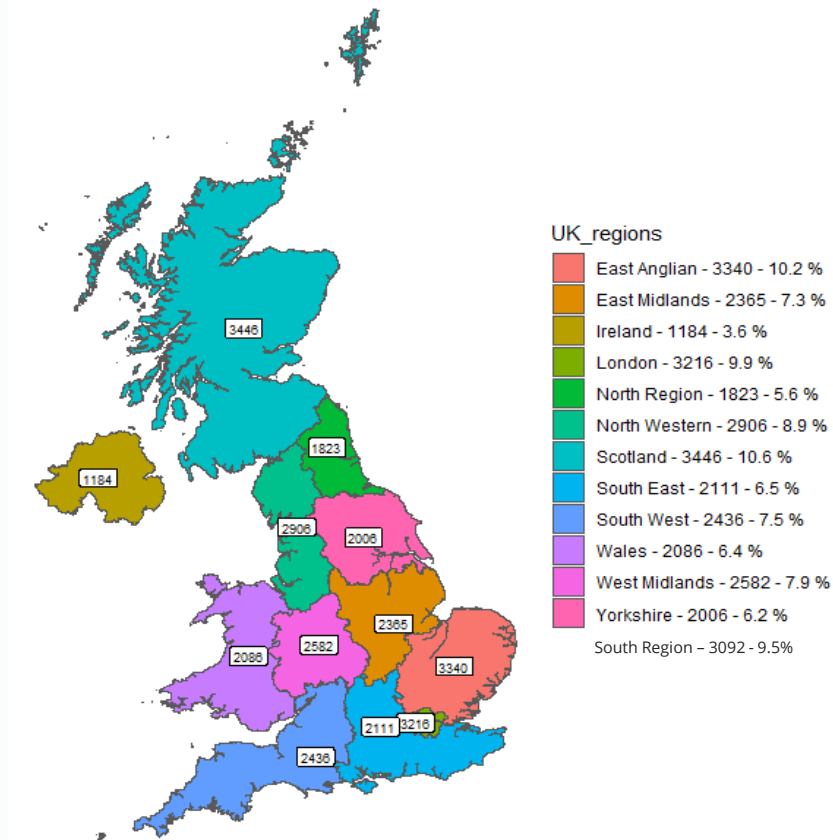 UK_regions
East Anglian - 3340 - 10.2 %
East Midlands - 2365 - 7.3 %
Ireland - 1184 - 3.6 %
London - 3216 - 9.9 %
North Region - 1823 - 5.6 %
North Western - 2906 - 8.9 %
Scotland - 3446 - 10.6 %
South East - 2111 - 6.5 %
South West - 2436 - 7.5 %
Wales - 2086 - 6.4 %
West Midlands - 2582 - 7.9 %
Yorkshire - 2006 - 6.2 %
South Region – 3092 - 9.5%
3446
1823
1184
2906
2006
2365
2582
2086
3340
3216
2111
2436